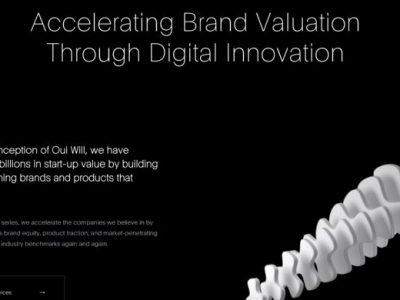 Accelerating Brand Valuation
Through Digital Innovation
nception of Oui Will, we have
billions in start-up value by building
ning brands and products that
series, we accelerate the companies we believe in by
s brand equity, product traction, and market-penetrating
industry benchmarks again and again.
vices →